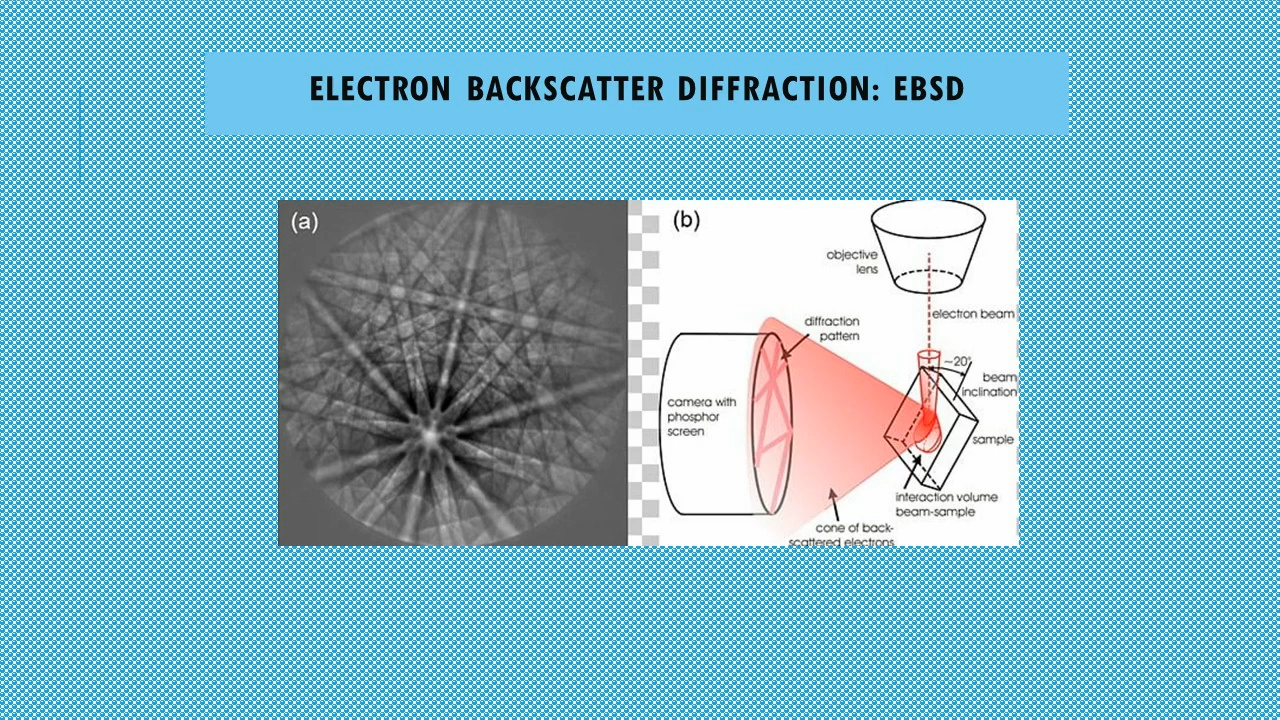 ELECTRON BACKSCATTER DIFFRACTION: EBSD
(a)
(b)
objective
lens
electron beam
diffraction
pattern
~20°
beam
inclination
camera with
phosphor
screen
sample
interaction volume
beam-sample
cone of back-
scattered electrons